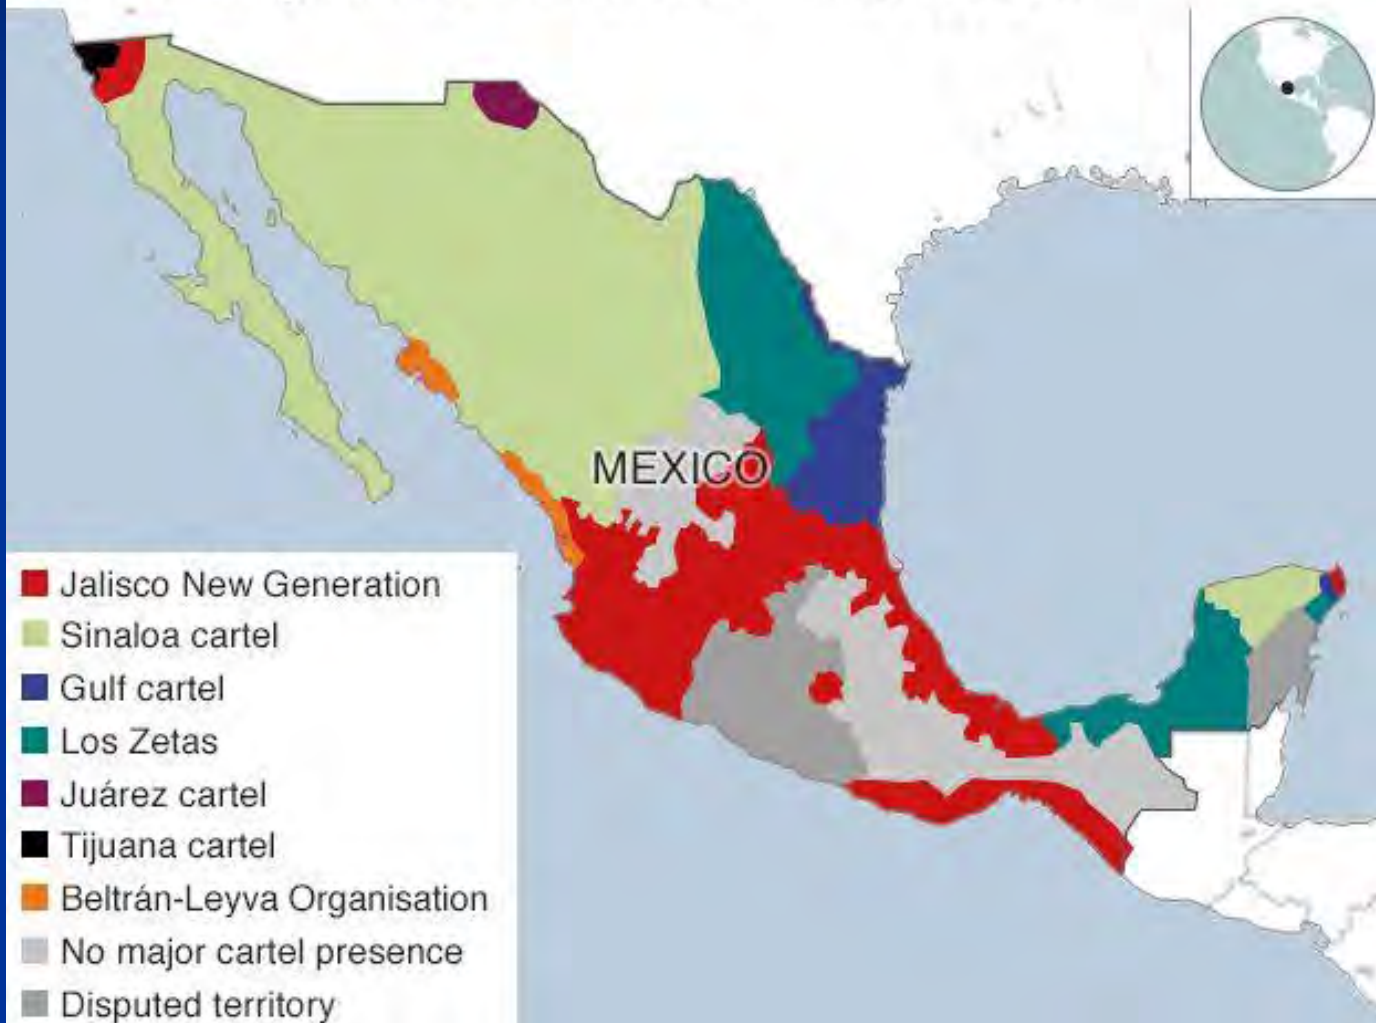 MEXICO
Jalisco New Generation
Sinaloa cartel
Gulf cartel
Los Zetas
Juárez cartel
Tijuana cartel
Beltrán-Leyva Organisation
No major cartel presence
Disputed territory